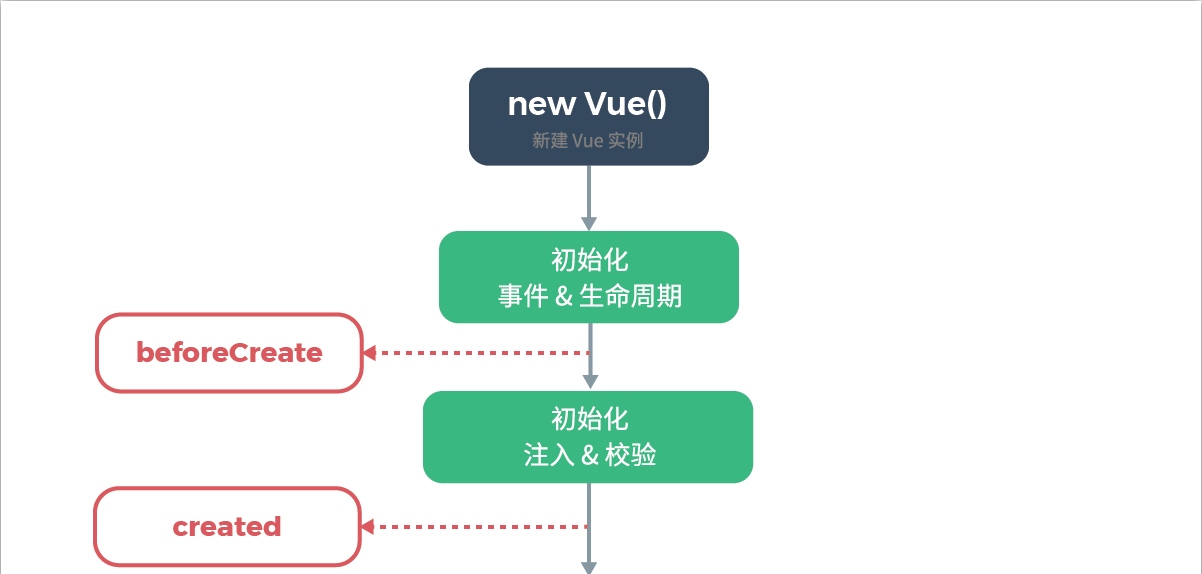 new Vue()
新建 Vue 实例
初始化
事件 & 生命周期
beforeCreate
初始化
注入 & 校验
created